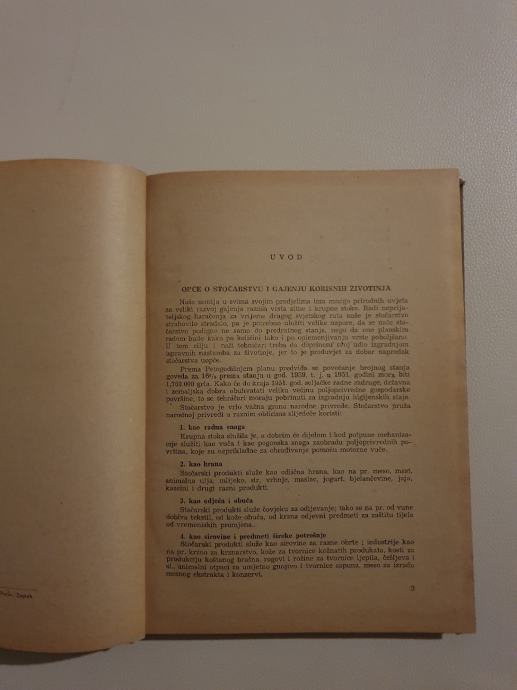 UVOD
OPĆE O STOČARSTVU I GAJENJU KORISNIH ŽIVOTINJA
Naša zemlja u svima svojim predjelima ima mnogo prirodnih uvjeta
za veliki razvoj gajenja raznih vrsta sitne i krupne stoke. Radi neprija-
teljskog haračenja za vrijeme drugog svjetskog rata naše je stočarstvo
strahovito stradalo, pa je potrebno uložiti velike napore, da se naše sto-
čarstvo podigne ne samo do predratnog stanja, nego da ono planskim
radom bude kako po količini tako i po oplemenjivanju vrste poboljšano.
U tom cilju i naši tehničari treba da doprinesu svoj udio izgradnjom
ispravnih nastamba za životinje, jer to je preduvjet za dobar napredak
stočarstva uopće.
Prema Petogodišnjem planu predviđa se povećanje brojnog stanja
goveda za 16% prema stanju u god. 1939, t. j. u 1951. godini mora biti
grla. Kako će do kraja 1951. god. seljačke radne zadruge, državna
i zemaljska dobra obuhvatati veliku većinu poljoprivredne gospodarske
površine, to se tehničari moraju pobrinuti za izgradnju higijenskih staja.
Stočarstvo je vrlo važna grana narodne privrede. Stočarstvo pruža
narodnoj privredi u raznim oblicima slijedeće koristi:
1. kao radna snaga
Krupna stoka služila je, a dobrim će dijelom i kod potpune mehaniza-
cije služiti kao vuča i kao pogonska snaga zaobradu poljoprivrednih po-
vršina, koje su neprikladne za obrađivanje pomoću motorne vuče.
2. kao hrana
Stočarski produkti služe kao odlična hrana, kao na pr. meso, mast,
animalna ulja, mlijeko, sir, vrhnje, maslac, jogurt, bjelančevine, jaja,
kaseini i drugi razni produkti.
3. kao odjeća i obuća
Stočarski produkti služe čovjeku za odijevanje; tako se na pr. od vune
dobiva tekstil, od kože obuća, od krzna odjevni predmeti za zaštitu tijela
od vremenskih promjena.
4. kao sirovine i predmeti široke potrošnje
Stočarski produkti služe kao sirovine za razne obrte i industrije kao
na pr. krzno za krznarstvo, kože za tvornice kožnatih produkata, kosti za
produkciju koštanog brašna, rogovi i rožine za tvornice ljepila, češljeva i
sl., animalni otpaci za umjetno gnojivo i tvornice sapuna, meso za izradu
mesnog ekstrakta i konzervi.
3
Zagreb